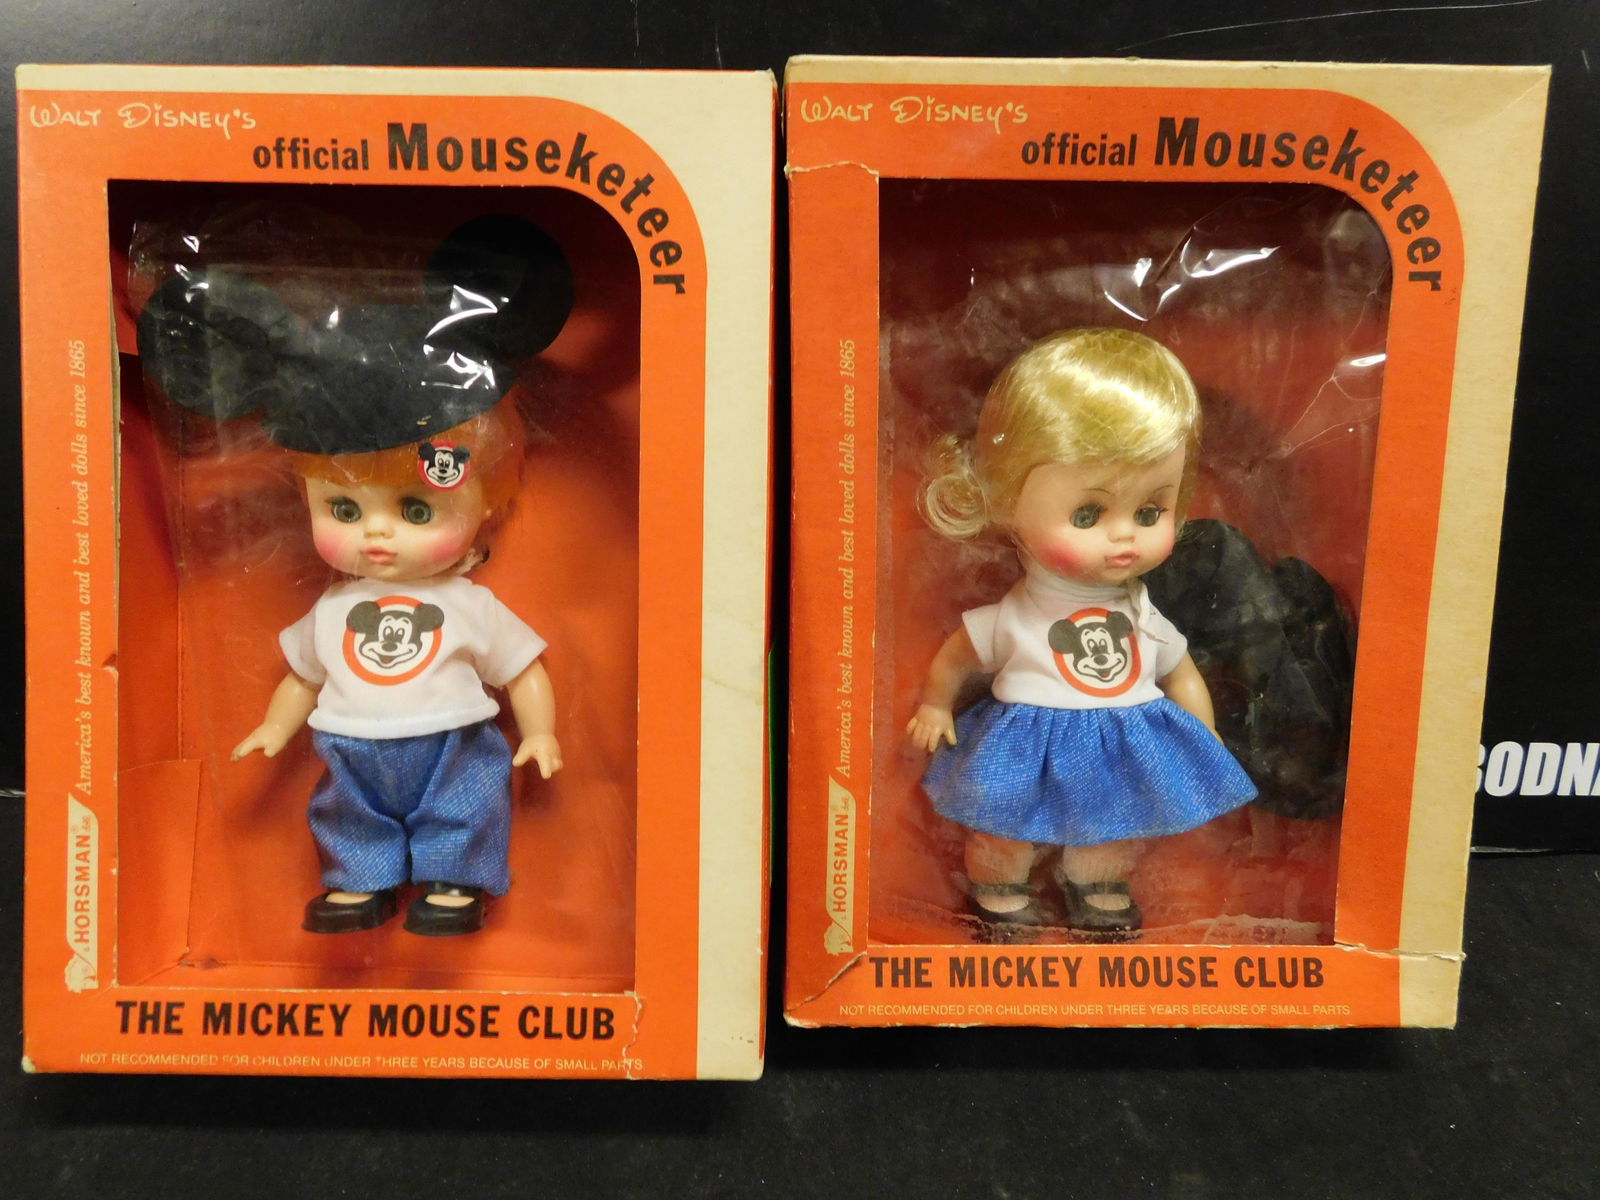 Walt Disney's
official Mouseketeer
America's best known and best loved dolls since 1865
HORSMAN®
THE MICKEY MOUSE CLUB
NOT RECOMMENDED FOR CHILDREN UNDER THREE YEARS BECAUSE OF SMALL PARTS
Walt Disney's
official Mouseketeer
America's best known and best loved dolls since 1865
HORSMAN®
THE MICKEY MOUSE CLUB
NOT RECOMMENDED FOR CHILDREN UNDER THREE YEARS BECAUSE OF SMALL PARTS